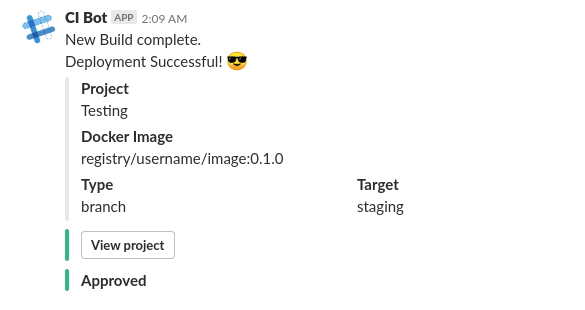 CI Bot APP 2:09 AM
New Build complete.
Deployment Successful! 😎
Project
Testing
Docker Image
registry/username/image:0.1.0
Type Target
branch staging
View project
Approved